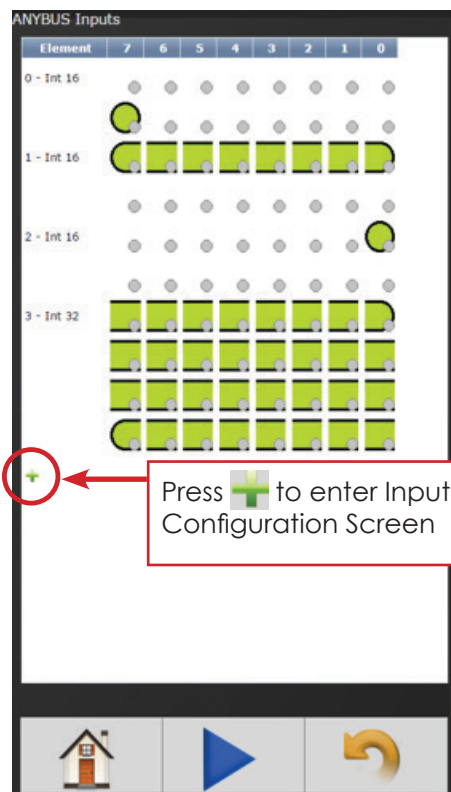 ANYBUS Inputs
Element 7 6 5 4 3 2 1 0
0 - Int 16
1 - Int 16
2 - Int 16
3 - Int 32
Press to enter Input
Configuration Screen